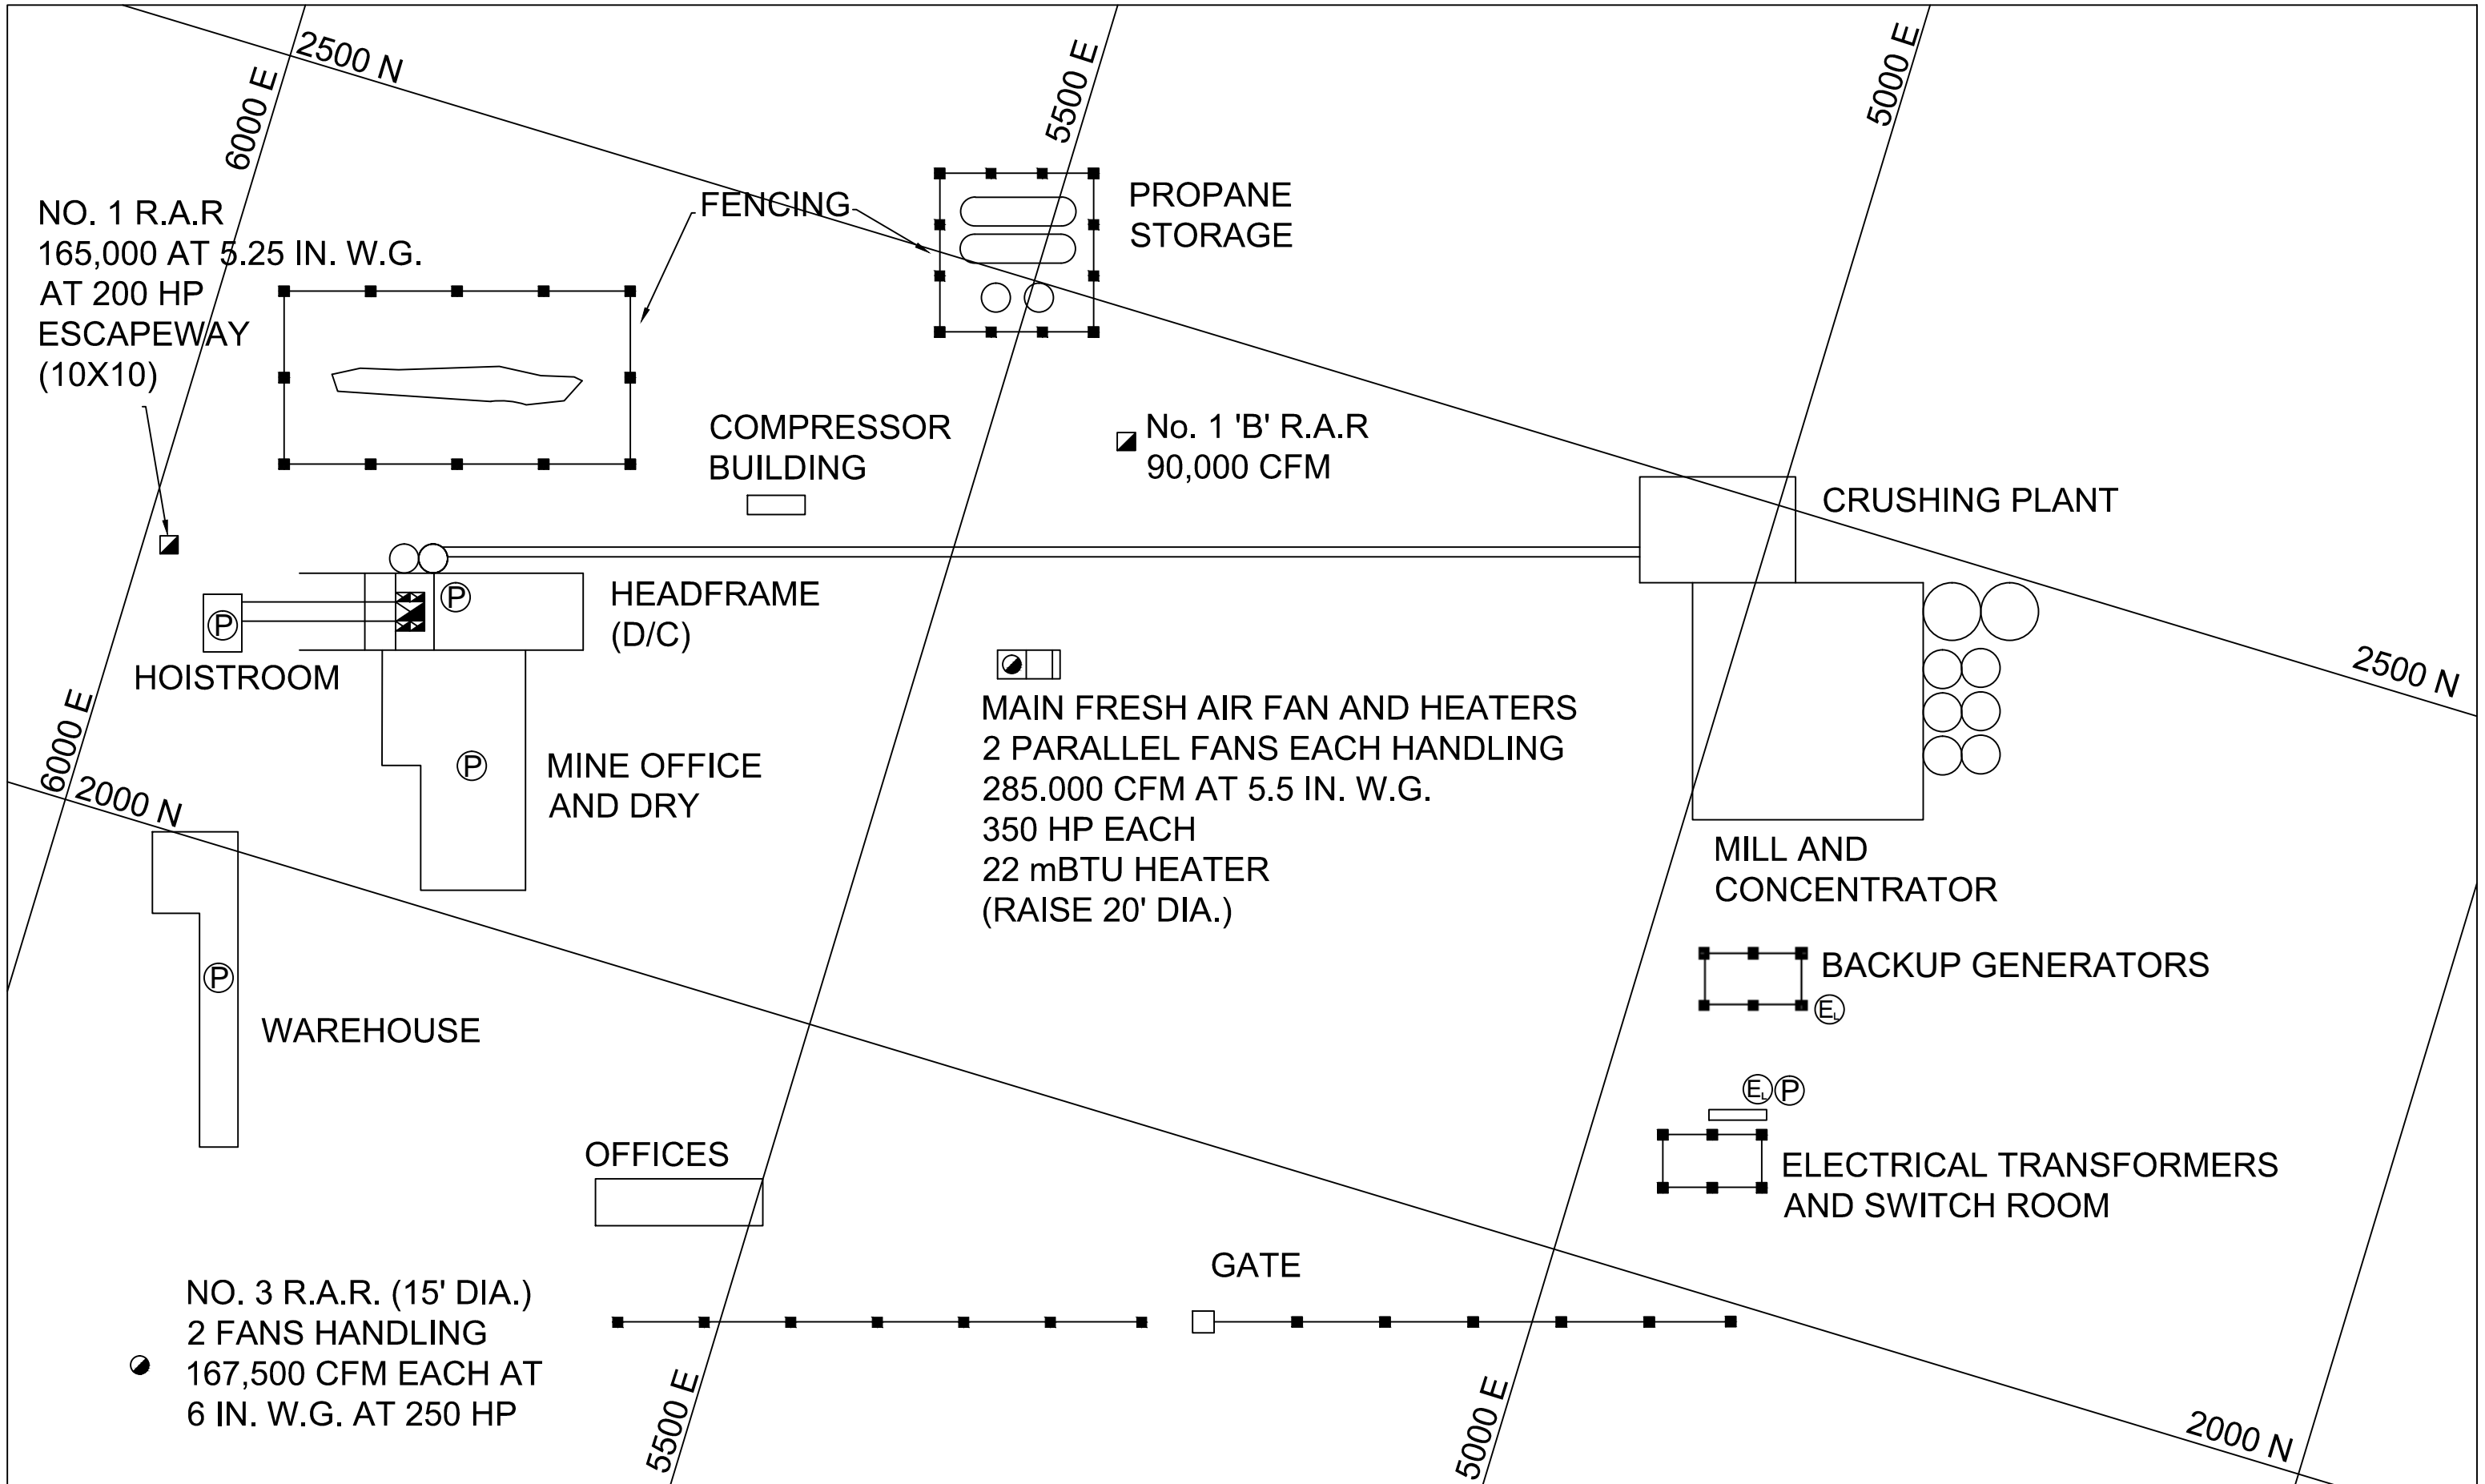 2500 N
6000 E
5500 E
5000 E
NO. 1 R.A.R
165,000 AT 5.25 IN. W.G.
AT 200 HP
ESCAPEWAY
(10X10)
FENCING
PROPANE
STORAGE
COMPRESSOR
BUILDING
No. 1 'B' R.A.R
90,000 CFM
CRUSHING PLANT
P
HEADFRAME
(D/C)
P
HOISTROOM
2500 N
MAIN FRESH AIR FAN AND HEATERS
2 PARALLEL FANS EACH HANDLING
285.000 CFM AT 5.5 IN. W.G.
350 HP EACH
22 mBTU HEATER
(RAISE 20' DIA.)
6000 E
2000 N
P
MINE OFFICE
AND DRY
MILL AND
CONCENTRATOR
P
WAREHOUSE
BACKUP GENERATORS
EL
EL
P
OFFICES
ELECTRICAL TRANSFORMERS
AND SWITCH ROOM
GATE
NO. 3 R.A.R. (15' DIA.)
2 FANS HANDLING
167,500 CFM EACH AT
6 IN. W.G. AT 250 HP
5500 E
5000 E
2000 N